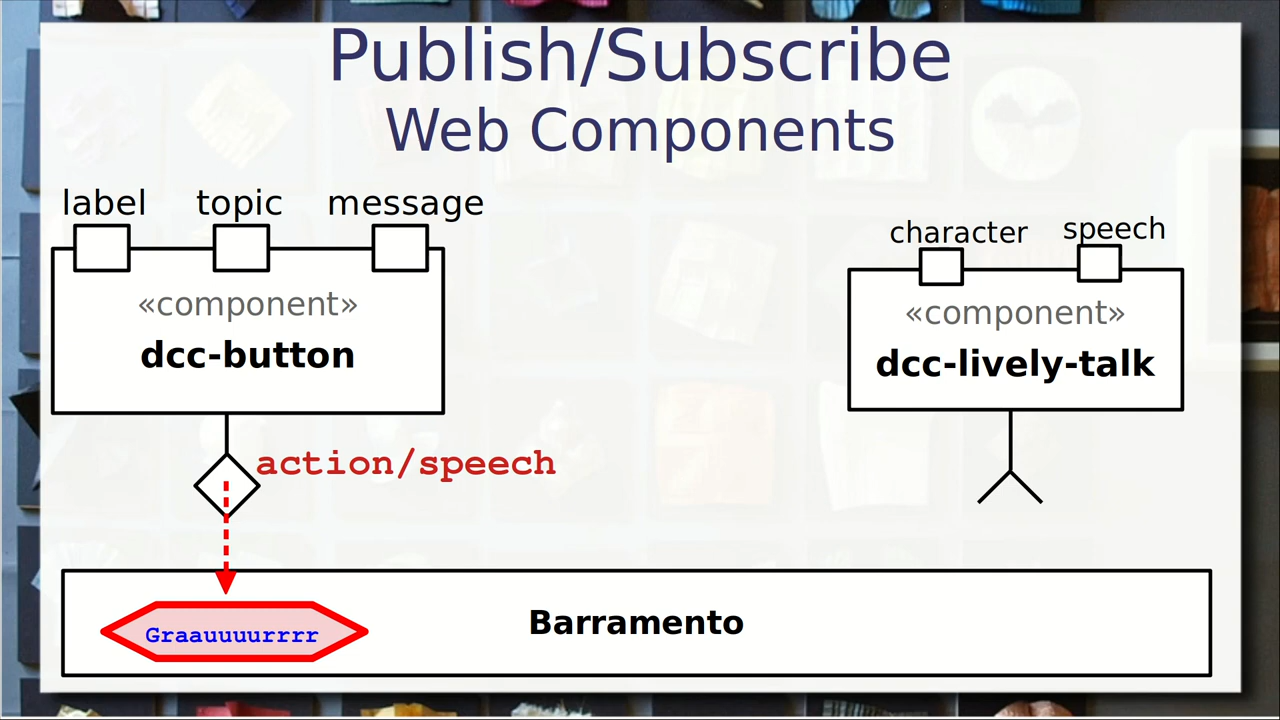 Publish/Subscribe
Web Components
label topic message
character speech
«component»
dcc-button
«component»
dcc-lively-talk
action/speech
Graauuuurrrr
Barramento